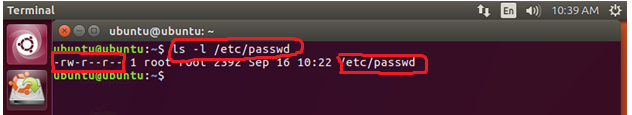 Terminal
En
10:39 AM
ubuntu@ubuntu: ~
ubuntu@ubuntu:~$ ls -l /etc/passwd
-rw-r--r-- 1 root root 2392 Sep 16 10:22 /etc/passwd
ubuntu@ubuntu:~$